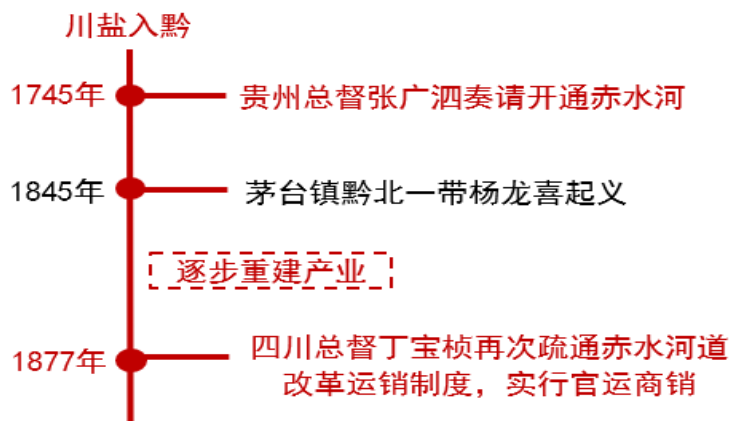 川盐入黔
1745年 贵州总督张广泗奏请开通赤水河
1845年 茅台镇黔北一带杨龙喜起义
逐步重建产业
1877年 四川总督丁宝桢再次疏通赤水河道
改革运销制度，实行官运商销